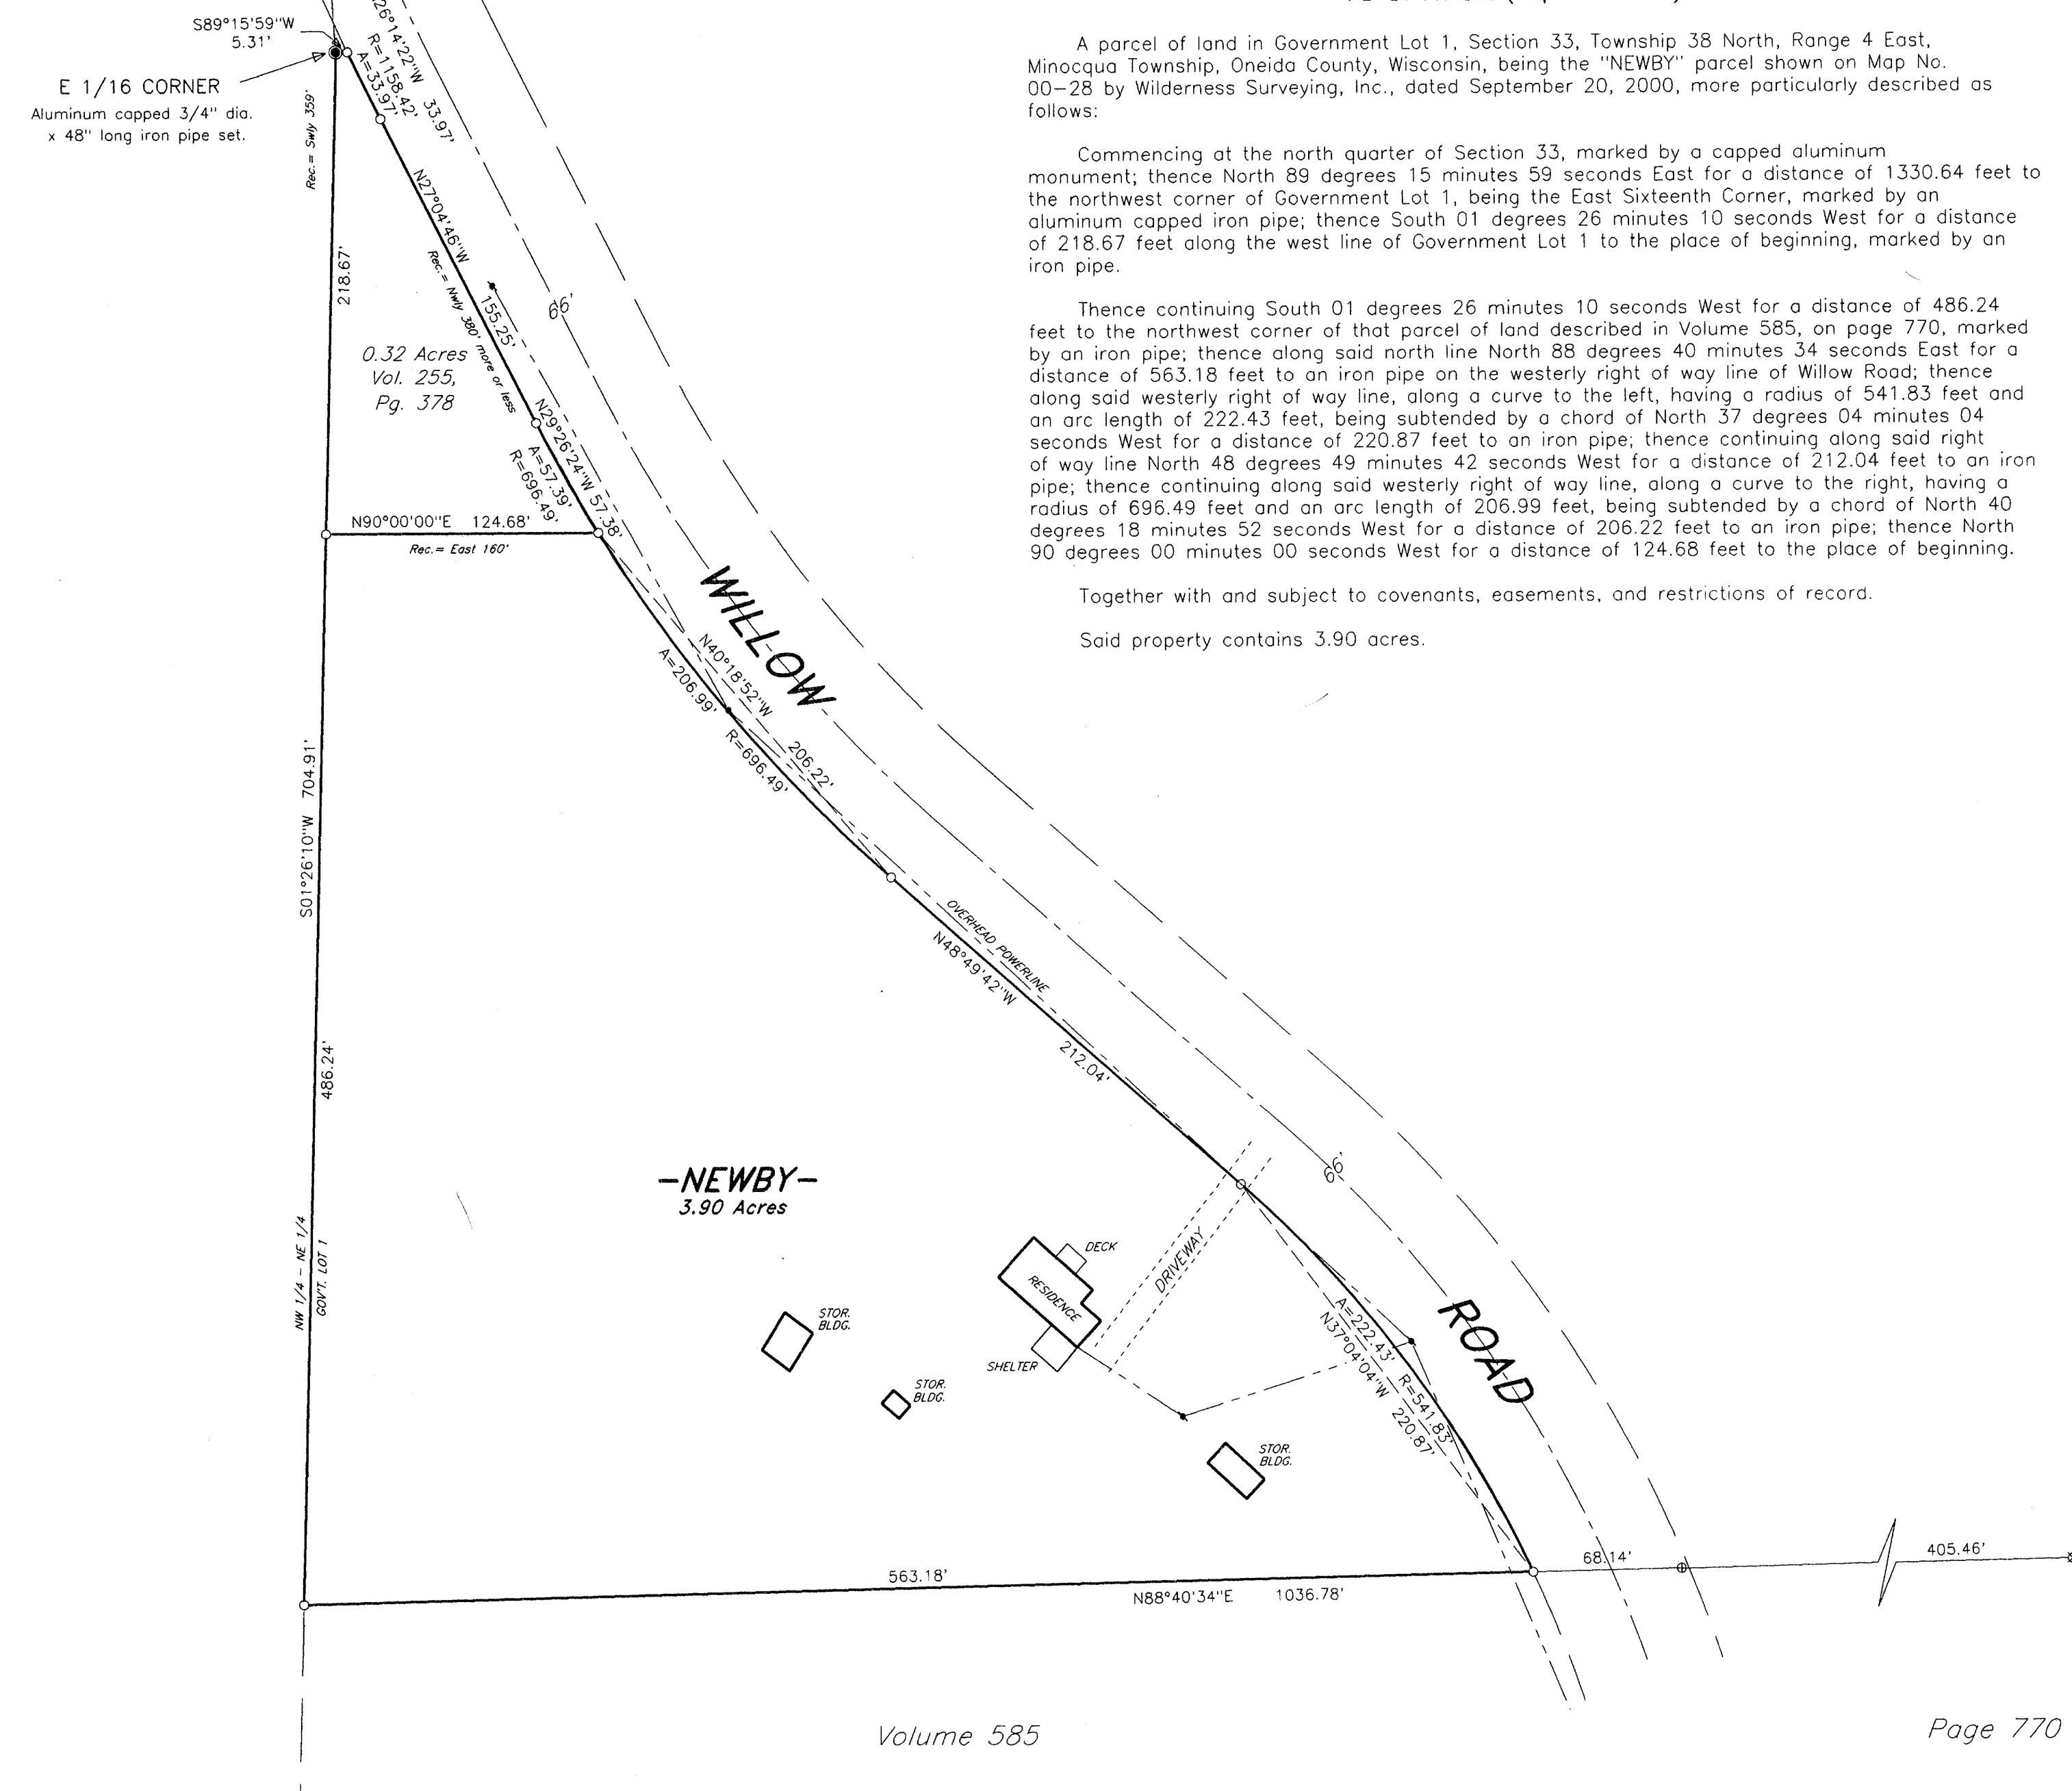 S89°15'59"W
5.31'
E 1/16 CORNER
Aluminum capped 3/4" dia.
x 48" long iron pipe set.
26°14'22"W 33.97'
R=1158.42'
A=33.97'
Rec.= Swly 359'
218.67'
N27°04'46"W
155.25'
Rec.= Nwly 380' more or less
66'
0.32 Acres
Vol. 255,
Pg. 378
N29°26'24"W 57.38'
A=57.39'
R=696.49'
N90°00'00"E 124.68'
Rec.= East 160'
WILLOW
N40°18'52"W 206.22'
A=206.99'
R=696.49'
S01°26'10"W 704.91'
OVERHEAD POWERLINE
N48°49'42"W 212.04'
486.24'
66'
-NEWBY-
3.90 Acres
NW 1/4 - NE 1/4
GOV'T. LOT 1
DECK
RESIDENCE
DRIVEWAY
SHELTER
STOR.
BLDG.
STOR.
BLDG.
STOR.
BLDG.
A=222.43' R=541.83'
N37°04'04"W 220.87'
ROAD
563.18'
68.14'
405.46'
N88°40'34"E 1036.78'
Volume 585
Page 770
A parcel of land in Government Lot 1, Section 33, Township 38 North, Range 4 East,
Minocqua Township, Oneida County, Wisconsin, being the "NEWBY" parcel shown on Map No.
00-28 by Wilderness Surveying, Inc., dated September 20, 2000, more particularly described as
follows:
Commencing at the north quarter of Section 33, marked by a capped aluminum
monument; thence North 89 degrees 15 minutes 59 seconds East for a distance of 1330.64 feet to
the northwest corner of Government Lot 1, being the East Sixteenth Corner, marked by an
aluminum capped iron pipe; thence South 01 degrees 26 minutes 10 seconds West for a distance
of 218.67 feet along the west line of Government Lot 1 to the place of beginning, marked by an
iron pipe.
Thence continuing South 01 degrees 26 minutes 10 seconds West for a distance of 486.24
feet to the northwest corner of that parcel of land described in Volume 585, on page 770, marked
by an iron pipe; thence along said north line North 88 degrees 40 minutes 34 seconds East for a
distance of 563.18 feet to an iron pipe on the westerly right of way line of Willow Road; thence
along said westerly right of way line, along a curve to the left, having a radius of 541.83 feet and
an arc length of 222.43 feet, being subtended by a chord of North 37 degrees 04 minutes 04
seconds West for a distance of 220.87 feet to an iron pipe; thence continuing along said right
of way line North 48 degrees 49 minutes 42 seconds West for a distance of 212.04 feet to an iron
pipe; thence continuing along said westerly right of way line, along a curve to the right, having a
radius of 696.49 feet and an arc length of 206.99 feet, being subtended by a chord of North 40
degrees 18 minutes 52 seconds West for a distance of 206.22 feet to an iron pipe; thence North
90 degrees 00 minutes 00 seconds West for a distance of 124.68 feet to the place of beginning.
Together with and subject to covenants, easements, and restrictions of record.
Said property contains 3.90 acres.